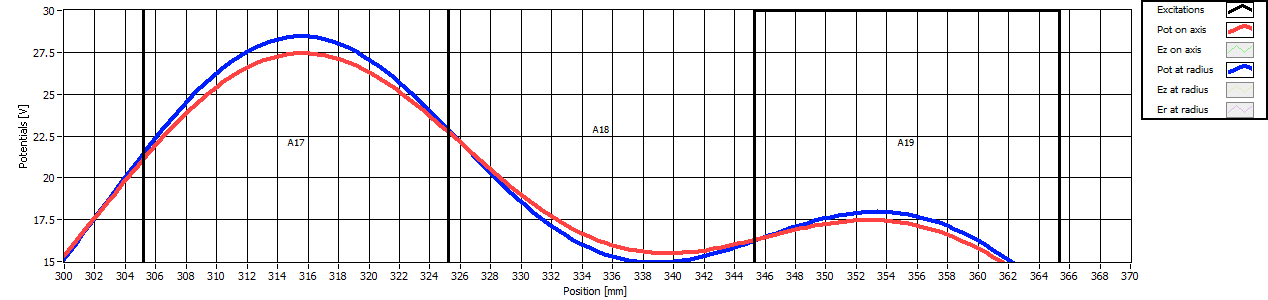 30
27.5
25
22.5
20
17.5
15
Potentials [V]
A17
A18
A19
300 302 304 306 308 310 312 314 316 318 320 322 324 326 328 330 332 334 336 338 340 342 344 346 348 350 352 354 356 358 360 362 364 366 368 370
Position [mm]
Excitations
Pot on axis
Ez on axis
Pot at radius
Ez at radius
Er at radius